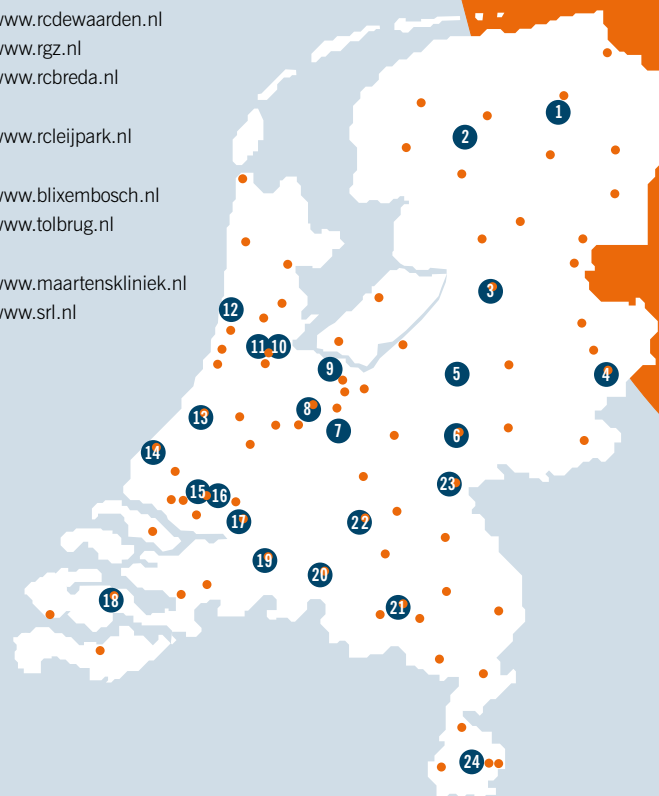 www.rcdewaarden.nl
www.rgz.nl
www.rcbreda.nl
www.rcleijpark.nl
www.blixembosch.nl
www.tolbrug.nl
www.maartenskliniek.nl
www.srl.nl
1
2
3
12
11 10
9
5
4
8
13
7
6
14
23
15 16
17
22
19
20
18
21
24